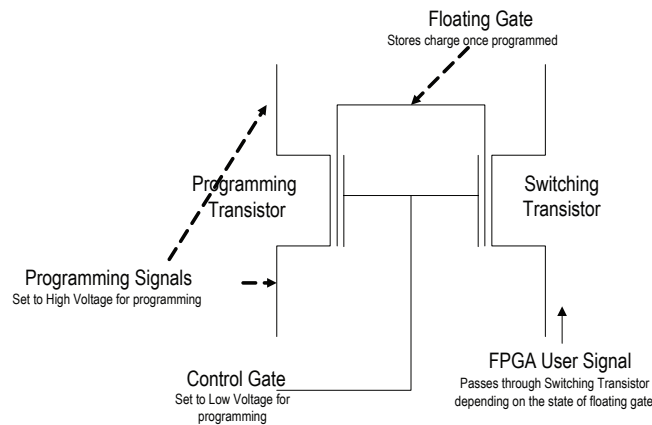 Floating Gate
Stores charge once programmed
Programming
Transistor
Switching
Transistor
Programming Signals
Set to High Voltage for programming
Control Gate
Set to Low Voltage for
programming
FPGA User Signal
Passes through Switching Transistor
depending on the state of floating gate